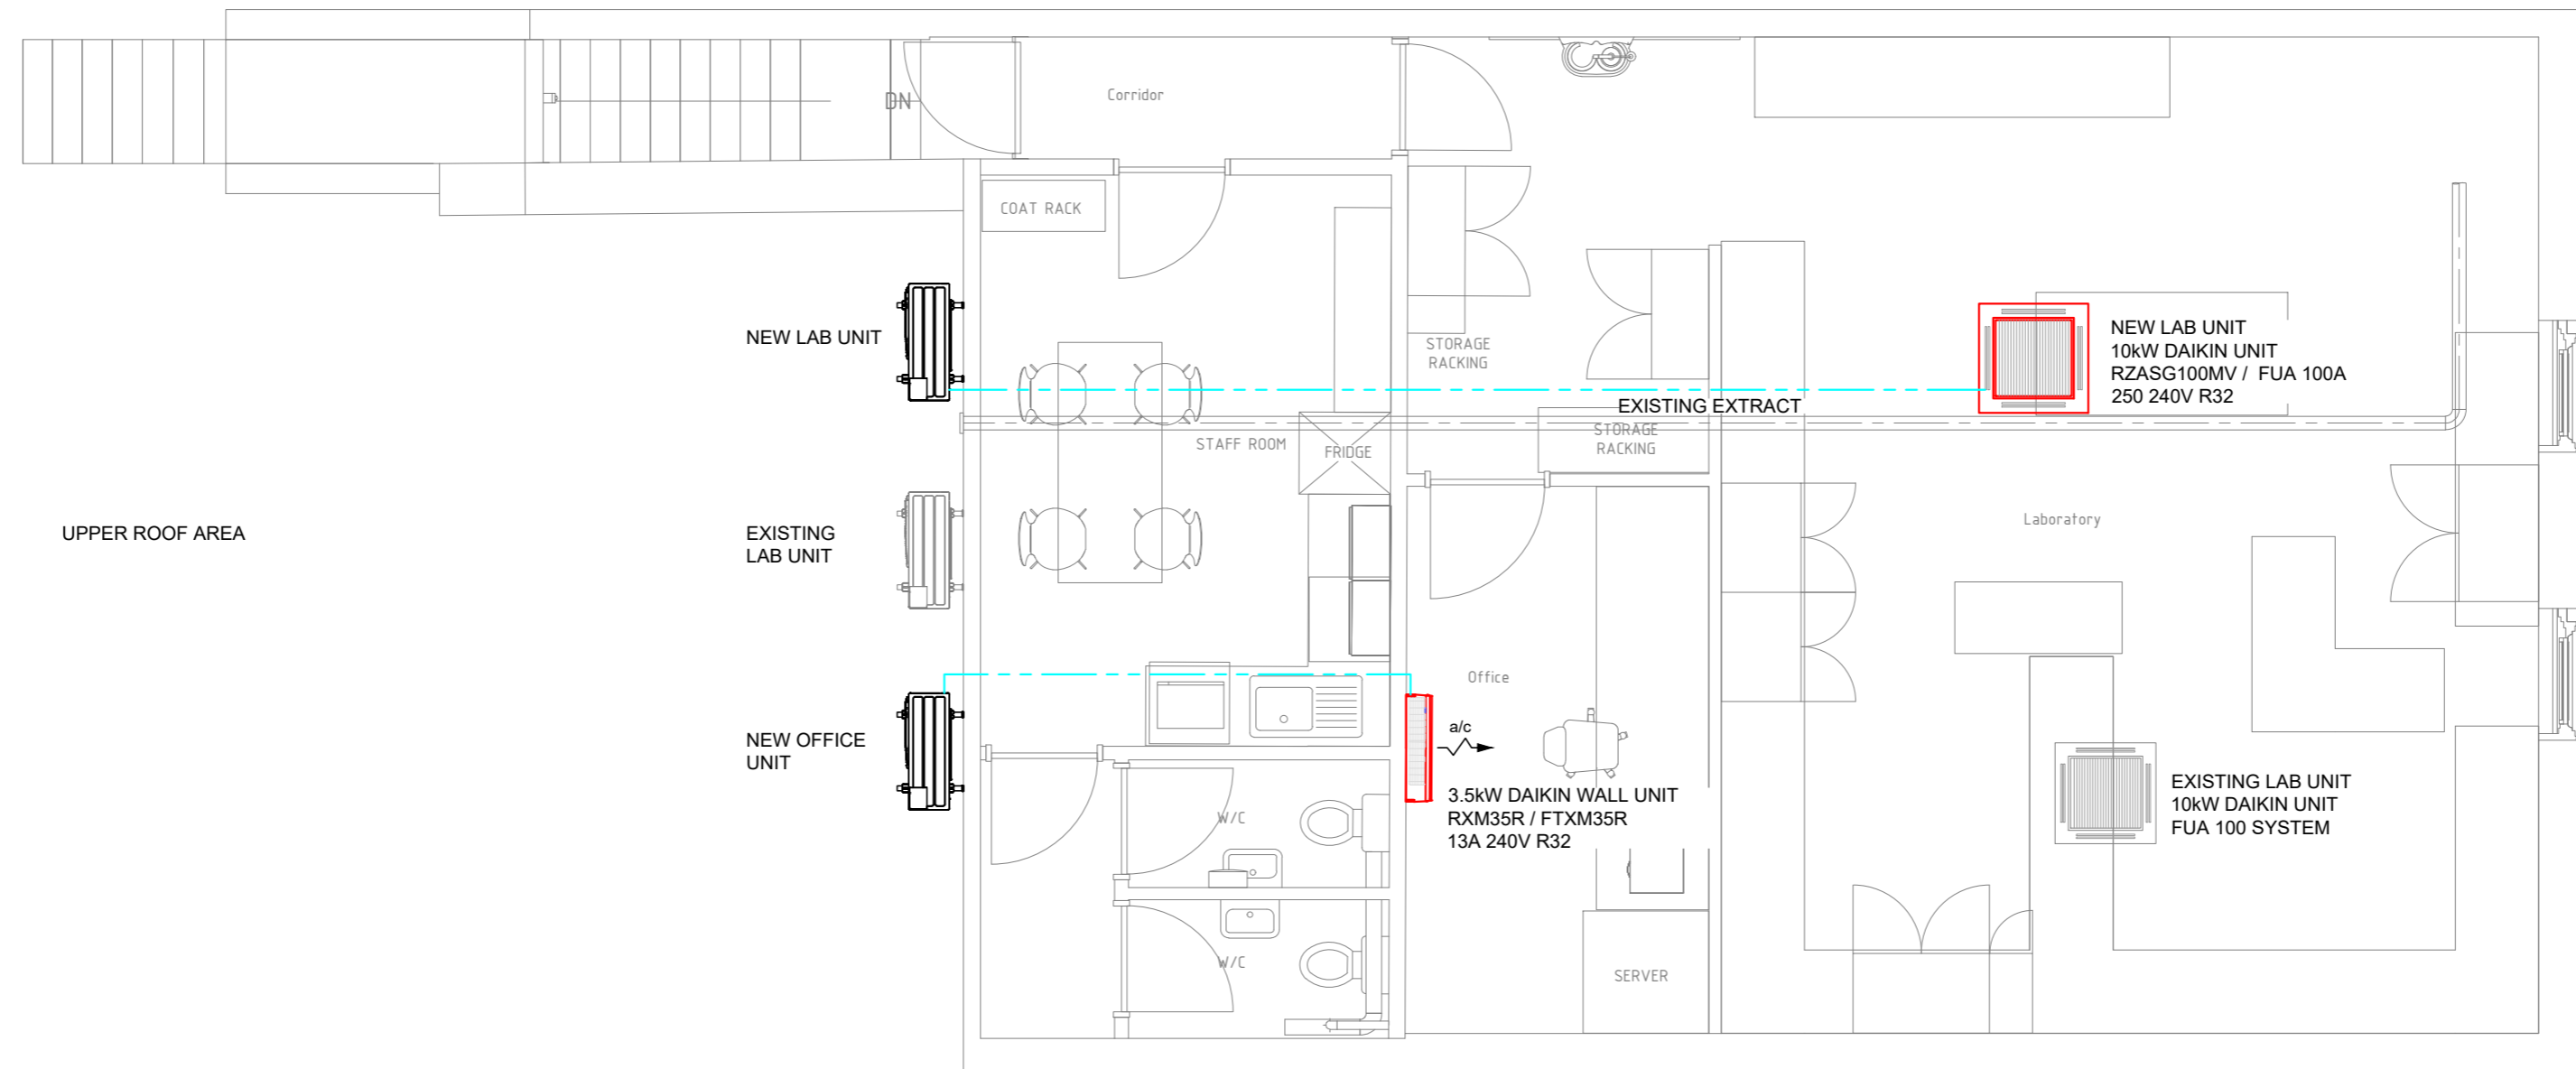 DN
Corridor
COAT RACK
NEW LAB UNIT
STORAGE
RACKING
NEW LAB UNIT
10kW DAIKIN UNIT
RZASG100MV / FUA 100A
250 240V R32
EXISTING EXTRACT
STORAGE
RACKING
STAFF ROOM
FRIDGE
UPPER ROOF AREA
EXISTING
LAB UNIT
Laboratory
Office
NEW OFFICE
UNIT
a/c
3.5kW DAIKIN WALL UNIT
RXM35R / FTXM35R
13A 240V R32
EXISTING LAB UNIT
10kW DAIKIN UNIT
FUA 100 SYSTEM
W/C
W/C
SERVER